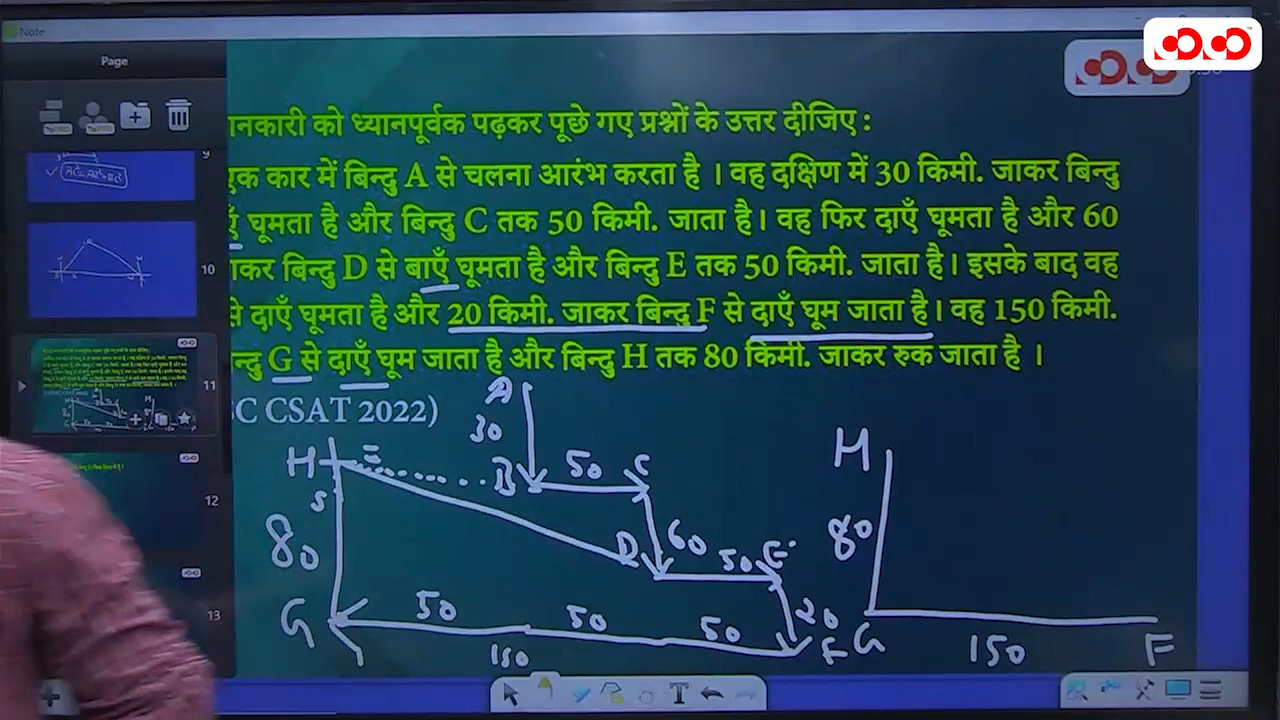 Note
Page
नकारी को ध्यानपूर्वक पढ़कर पूछे गए प्रश्नों के उत्तर दीजिए :
एक कार में बिन्दु A से चलना आरंभ करता है । वह दक्षिण में 30 किमी. जाकर बिन्दु
घूमता है और बिन्दु C तक 50 किमी. जाता है। वह फिर दाएँ घूमता है और 60
कर बिन्दु D से बाएँ घूमता है और बिन्दु E तक 50 किमी. जाता है। इसके बाद वह
से दाएँ घूमता है और 20 किमी. जाकर बिन्दु F से दाएँ घूम जाता है। वह 150 किमी.
न्दु G से दाएँ घूम जाता है और बिन्दु H तक 80 किमी. जाकर रुक जाता है ।
C CSAT 2022)
A
30
H
B
50
C
H
S
80
D
60
50
E
80
20
G
50
50
50
F
G
150
150
F
9
10
11
12
13
T